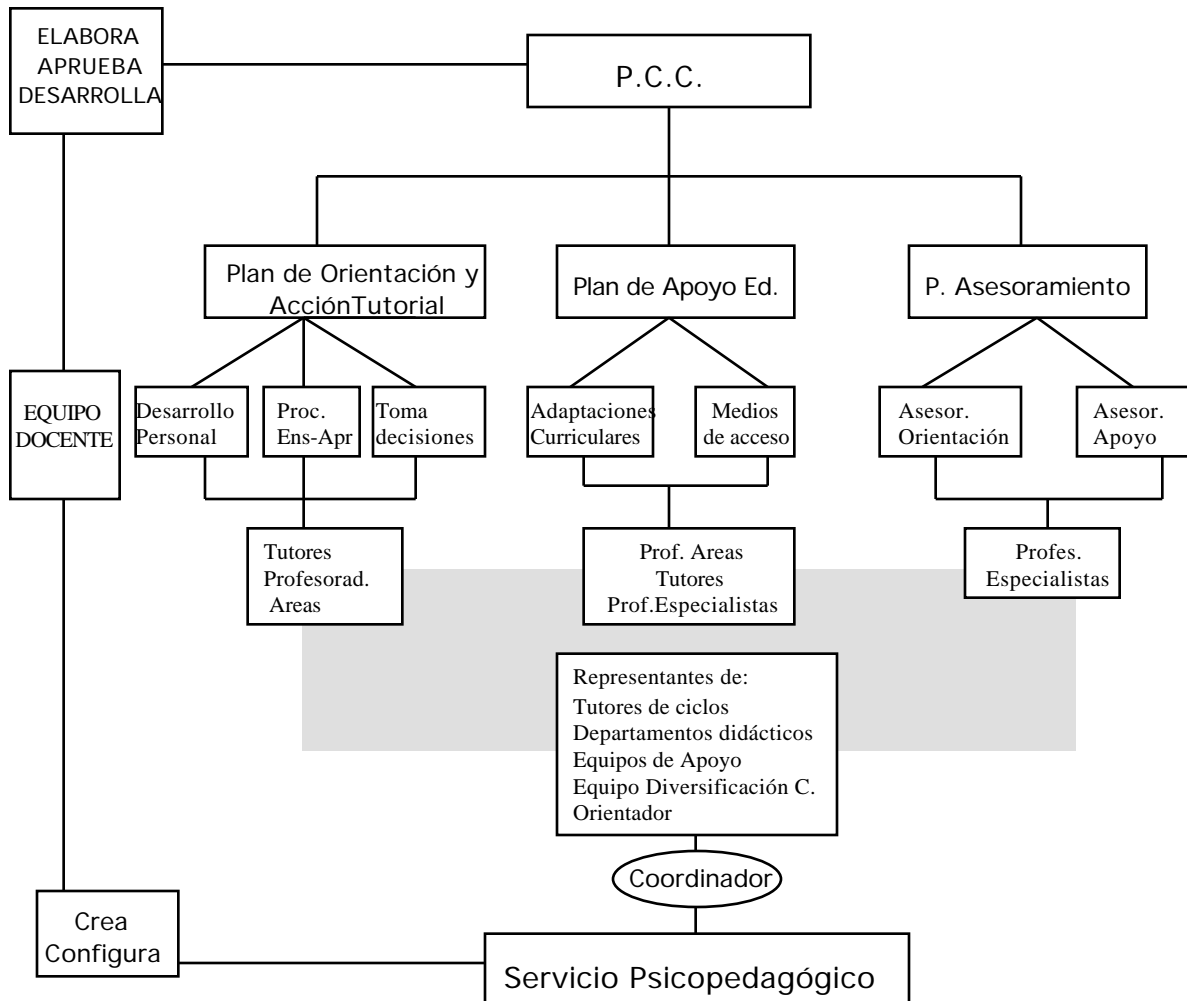 ELABORA
APRUEBA
DESARROLLA
P.C.C.
Plan de Orientación y
AcciónTutorial
Plan de Apoyo Ed.
P. Asesoramiento
EQUIPO
DOCENTE
Desarrollo
Personal
Proc.
Ens-Apr
Toma
decisiones
Adaptaciones
Curriculares
Medios
de acceso
Asesor.
Orientación
Asesor.
Apoyo
Tutores
Profesorad.
Areas
Prof. Areas
Tutores
Prof.Especialistas
Profes.
Especialistas
Representantes de:
Tutores de ciclos
Departamentos didácticos
Equipos de Apoyo
Equipo Diversificación C.
Orientador
Coordinador
Crea
Configura
Servicio Psicopedagógico